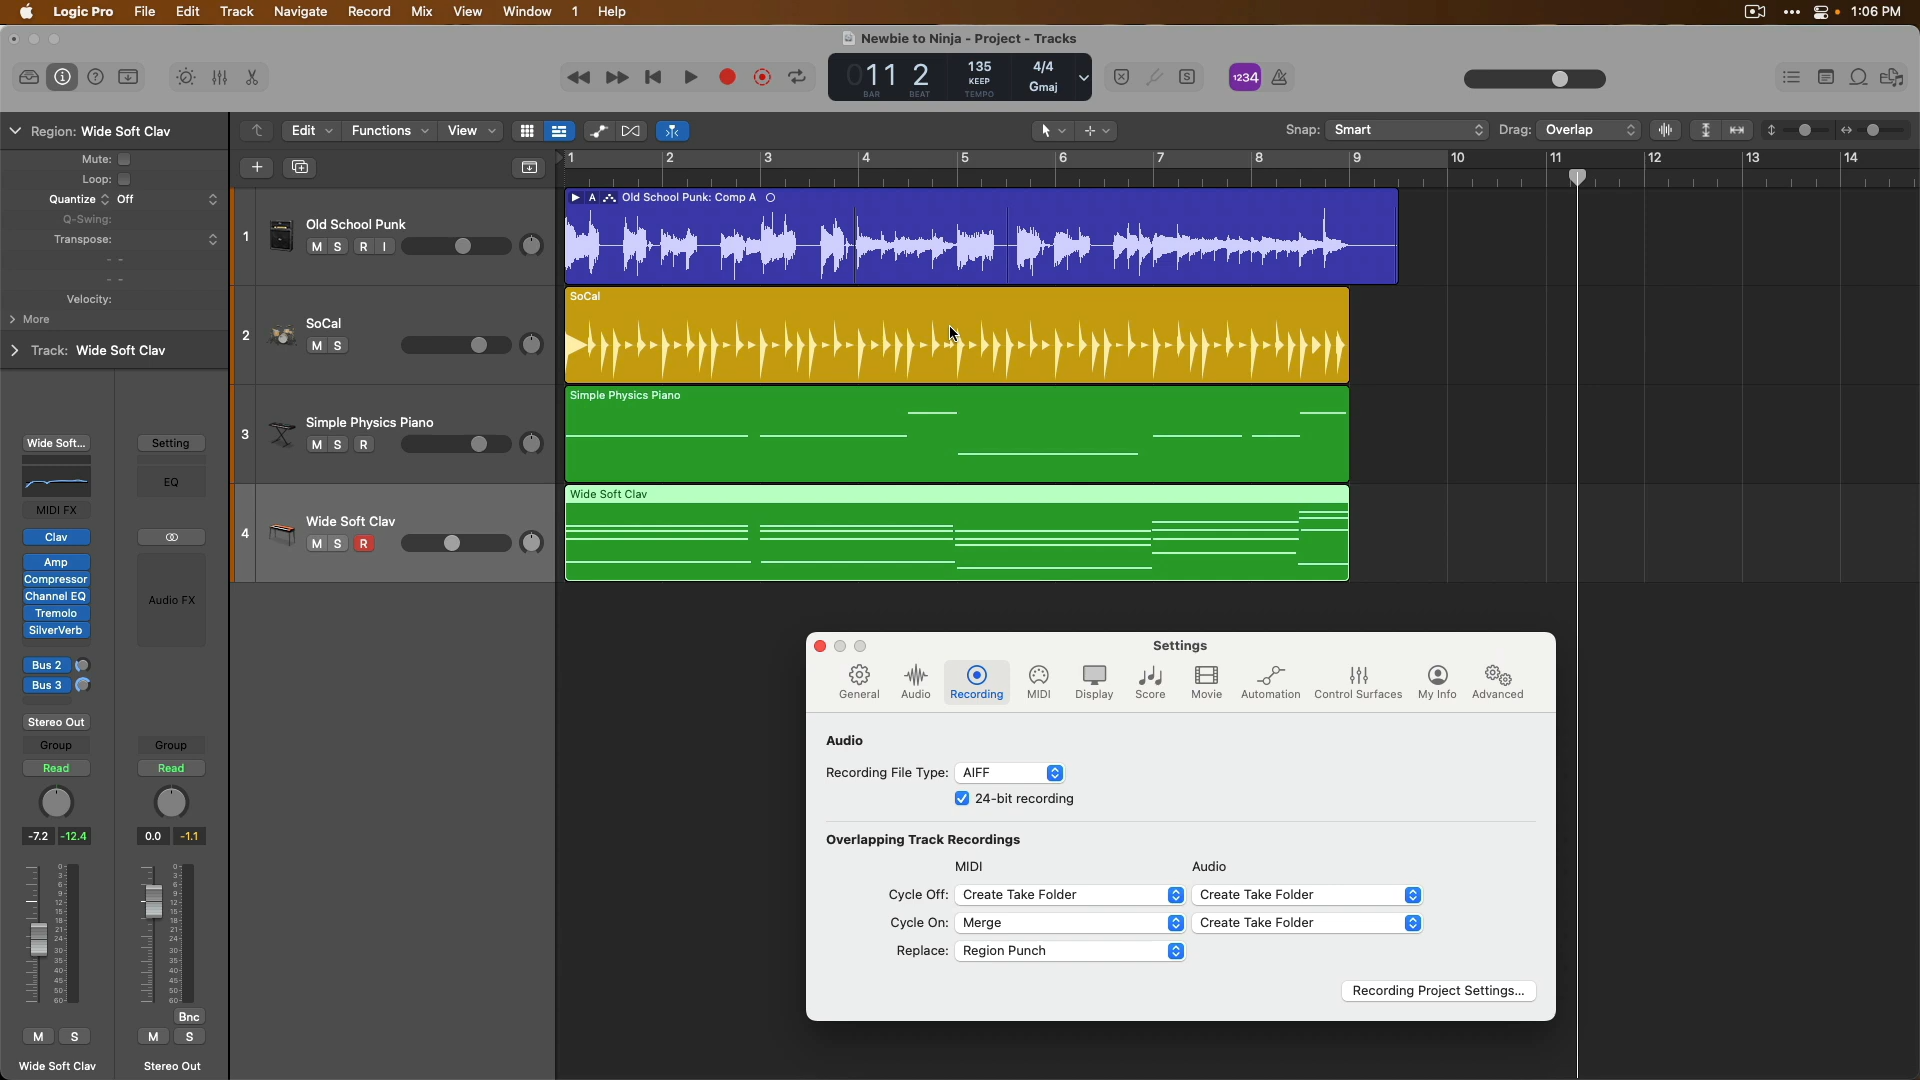 Logic Pro File Edit Track Navigate Record Mix View Window 1 Help 1:06 PM
Newbie to Ninja - Project - Tracks
11 2 135 4/4
KEEP Gmaj
BAR BEAT TEMPO
1234
Region: Wide Soft Clav
Edit Functions View
Snap: Smart Drag: Overlap
Mute:
Loop:
Quantize Off
Q-Swing:
Transpose:
Velocity:
More
Track: Wide Soft Clav
1 2 3 4 5 6 7 8 9 10 11 12 13 14
1 Old School Punk
M S R I
Old School Punk: Comp A
2 SoCal
M S
SoCal
3 Simple Physics Piano
M S R
Simple Physics Piano
4 Wide Soft Clav
M S R
Wide Soft Clav
Wide Soft... Setting
EQ
MIDI FX
Clav
Amp
Compressor
Channel EQ
Audio FX
Tremolo
SilverVerb
Bus 2
Bus 3
Stereo Out
Group Group
Read Read
-7.2 -12.4 0.0 -1.1
Bnc
M S M S
Wide Soft Clav Stereo Out
Settings
General Audio Recording MIDI Display Score Movie Automation Control Surfaces My Info Advanced
Audio
Recording File Type: AIFF
24-bit recording
Overlapping Track Recordings
MIDI Audio
Cycle Off: Create Take Folder Create Take Folder
Cycle On: Merge Create Take Folder
Replace: Region Punch
Recording Project Settings...